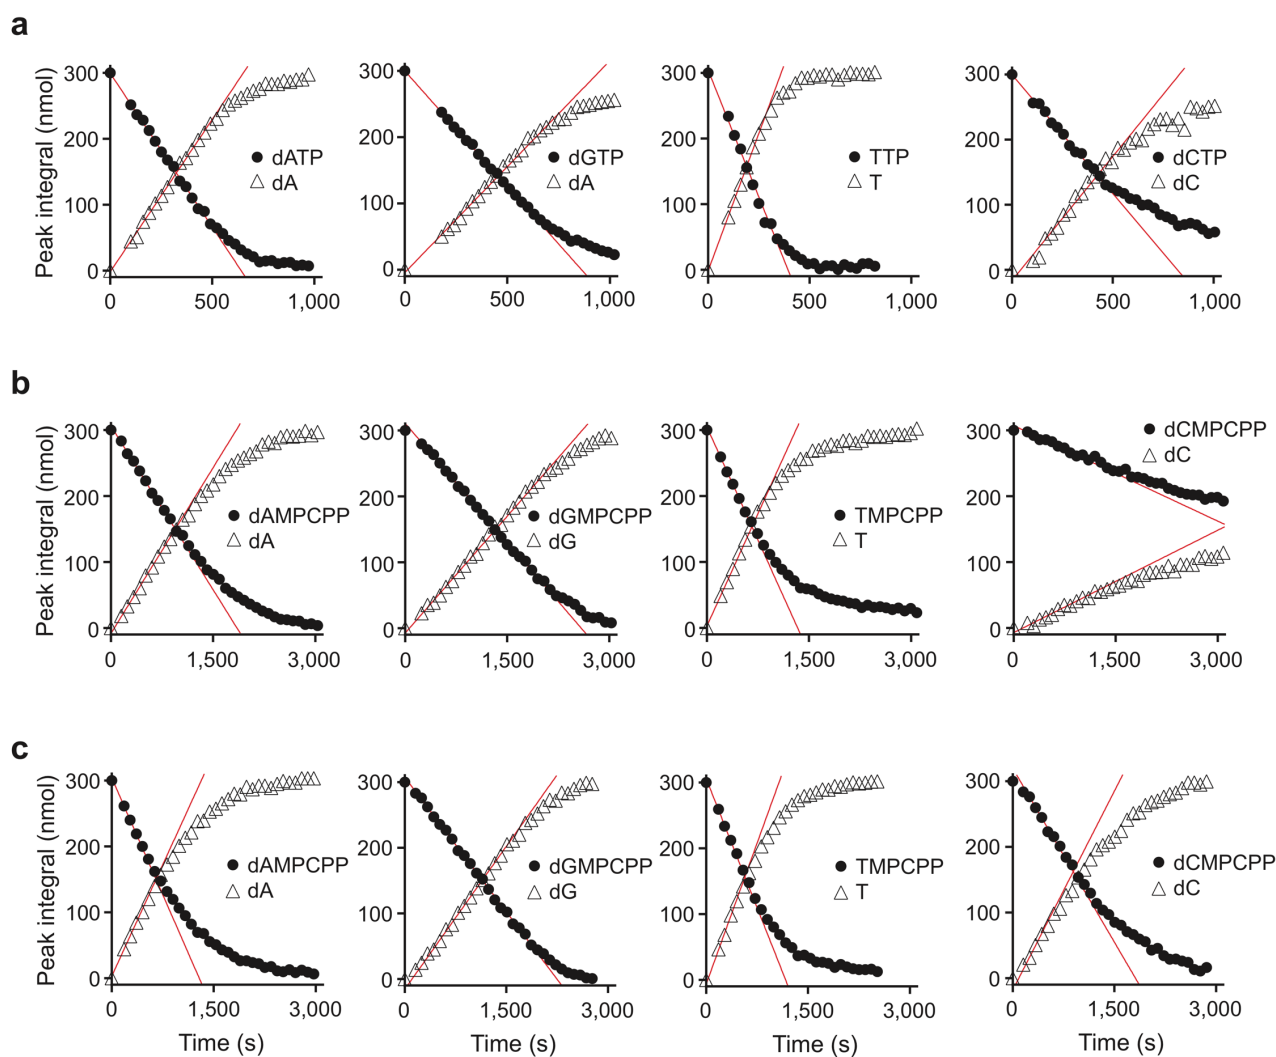 a
Peak integral (nmol)
300
200
100
0
0 500 1,000
dATP
dA
300
200
100
0
0 500 1,000
dGTP
dA
300
200
100
0
0 500 1,000
TTP
T
300
200
100
0
0 500 1,000
dCTP
dC
b
Peak integral (nmol)
300
200
100
0
0 1,500 3,000
dAMPCPP
dA
300
200
100
0
0 1,500 3,000
dGMPCPP
dG
300
200
100
0
0 1,500 3,000
TMPCPP
T
300
200
100
0
0 1,500 3,000
dCMPCPP
dC
c
Peak integral (nmol)
300
200
100
0
0 1,500 3,000
Time (s)
dAMPCPP
dA
300
200
100
0
0 1,500 3,000
Time (s)
dGMPCPP
dG
300
200
100
0
0 1,500 3,000
Time (s)
TMPCPP
T
300
200
100
0
0 1,500 3,000
Time (s)
dCMPCPP
dC